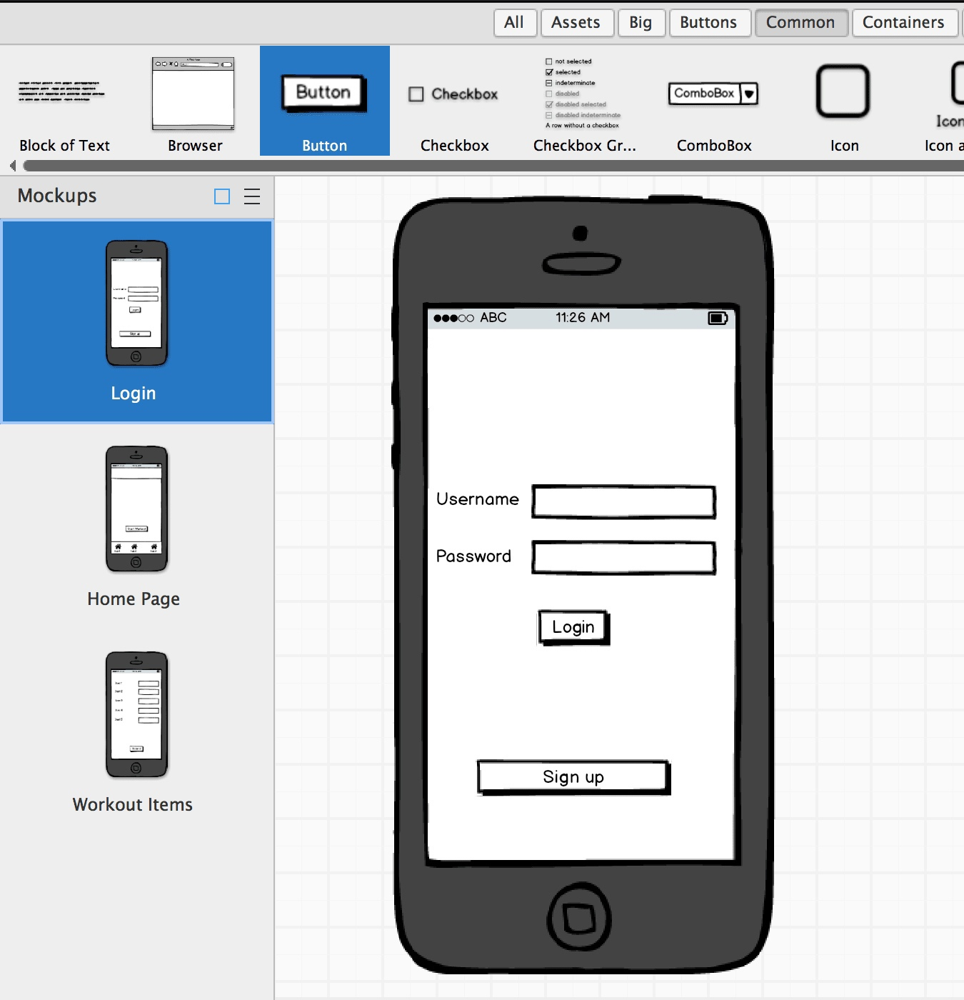 All Assets Big Buttons Common Containers
Button
Checkbox
not selected
selected
indeterminate
disabled
disabled selected
disabled indeterminate
A row without a checkbox
ComboBox
Icon
Block of Text Browser Button Checkbox Checkbox Gr... ComboBox Icon Icon a
Mockups
Login
Home Page
Workout Items
ABC 11:26 AM
Username
Password
Login
Sign up